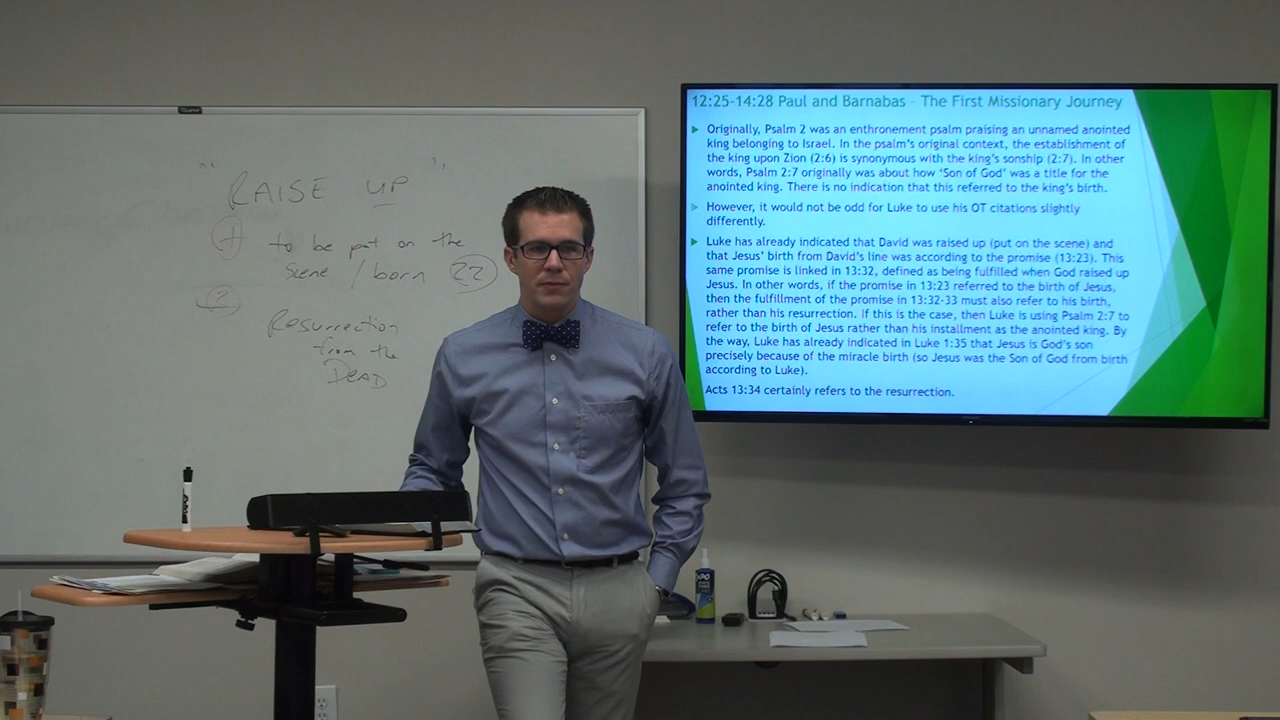 "RAISE UP"
① to be put on the
scene / born 22
②
Resurrection
from the
DEAD
12:25-14:28 Paul and Barnabas – The First Missionary Journey
Originally, Psalm 2 was an enthronement psalm praising an unnamed anointed
king belonging to Israel. In the psalm's original context, the establishment of
the king upon Zion (2:6) is synonymous with the king's sonship (2:7). In other
words, Psalm 2:7 originally was about how 'Son of God' was a title for the
anointed king. There is no indication that this referred to the king's birth.
However, it would not be odd for Luke to use his OT citations slightly
differently.
Luke has already indicated that David was raised up (put on the scene) and
that Jesus' birth from David's line was according to the promise (13:23). This
same promise is linked in 13:32, defined as being fulfilled when God raised up
Jesus. In other words, if the promise in 13:23 referred to the birth of Jesus,
then the fulfillment of the promise in 13:32-33 must also refer to his birth,
rather than his resurrection. If this is the case, then Luke is using Psalm 2:7 to
refer to the birth of Jesus rather than his installment as the anointed king. By
the way, Luke has already indicated in Luke 1:35 that Jesus is God's son
precisely because of the miracle birth (so Jesus was the Son of God from birth
according to Luke).
Acts 13:34 certainly refers to the resurrection.
EXPO